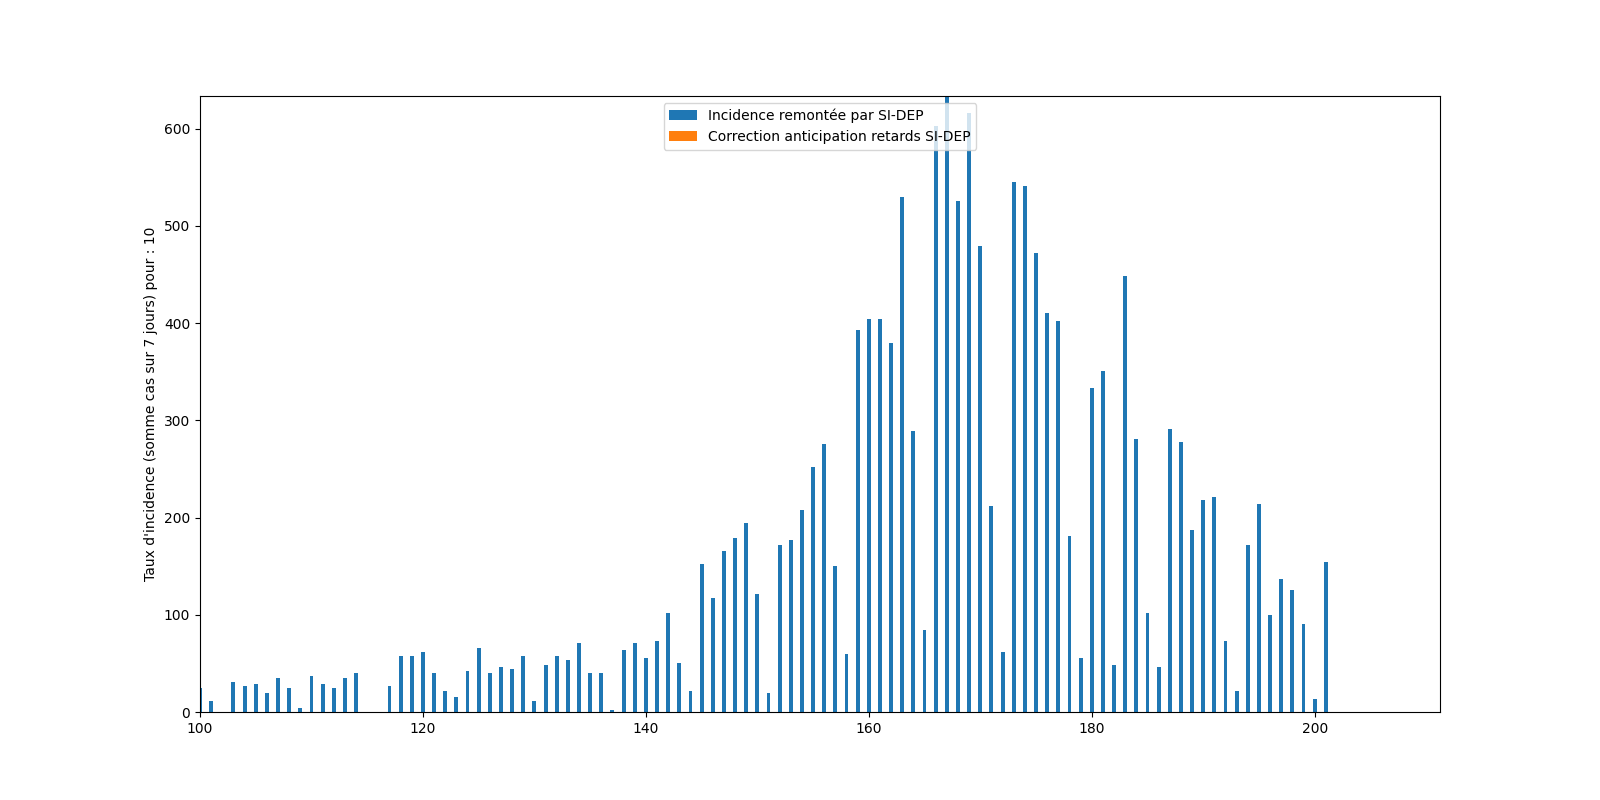 Incidence remontée par SI-DEP
Correction anticipation retards SI-DEP
Taux d'incidence (somme cas sur 7 jours) pour : 10
600
500
400
300
200
100
0
100 120 140 160 180 200